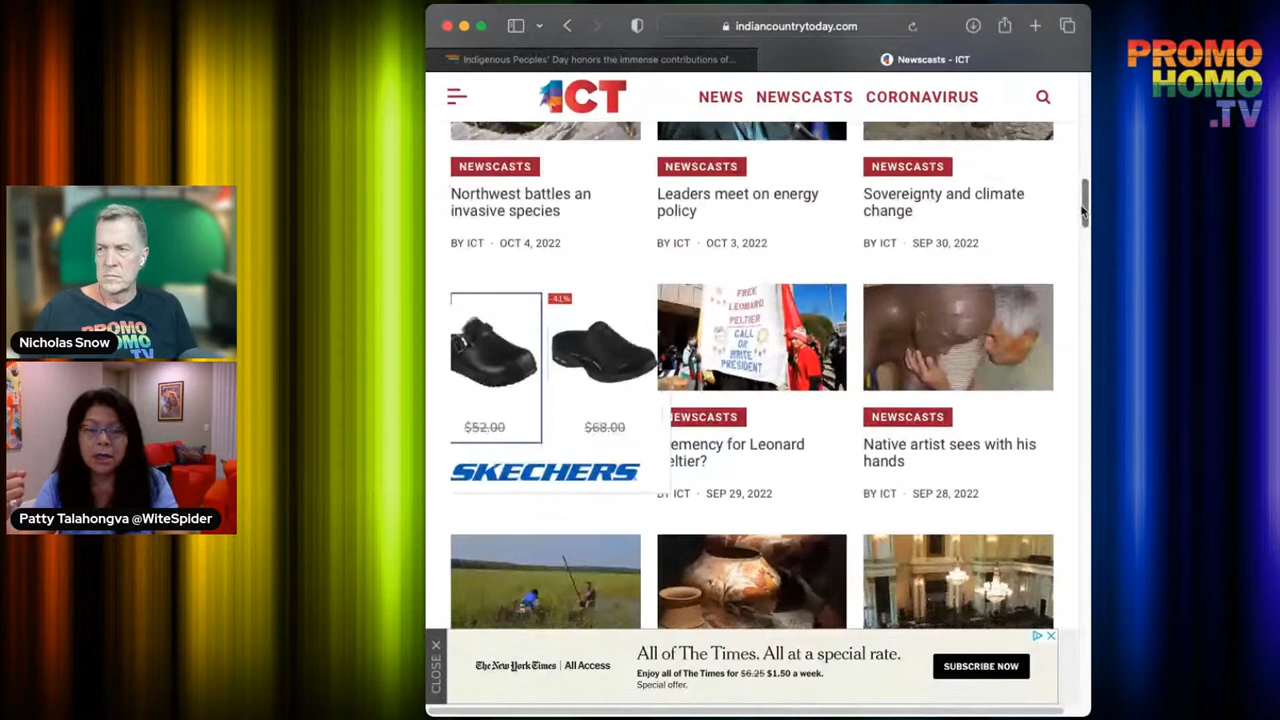 indiancountrytoday.com
Indigenous Peoples' Day honors the immense contributions of...
Newscasts - ICT
PROMO
HOMO
.TV
ICT
NEWS NEWSCASTS CORONAVIRUS
NEWSCASTS
Northwest battles an
invasive species
BY ICT · OCT 4, 2022
NEWSCASTS
Leaders meet on energy
policy
BY ICT · OCT 3, 2022
NEWSCASTS
Sovereignty and climate
change
BY ICT · SEP 30, 2022
PROMO
HOMO
.TV
Nicholas Snow
Patty Talahongva @WiteSpider
-41%
$52.00
$68.00
SKECHERS
FREE
LEONARD
PELTIER
CALL
OR
WRITE
PRESIDENT
EWSCASTS
emency for Leonard
eltier?
BY ICT · SEP 29, 2022
NEWSCASTS
Native artist sees with his
hands
BY ICT · SEP 28, 2022
CLOSE X
The New York Times | All Access
All of The Times. All at a special rate.
Enjoy all of The Times for $6.25 $1.50 a week.
Special offer.
SUBSCRIBE NOW